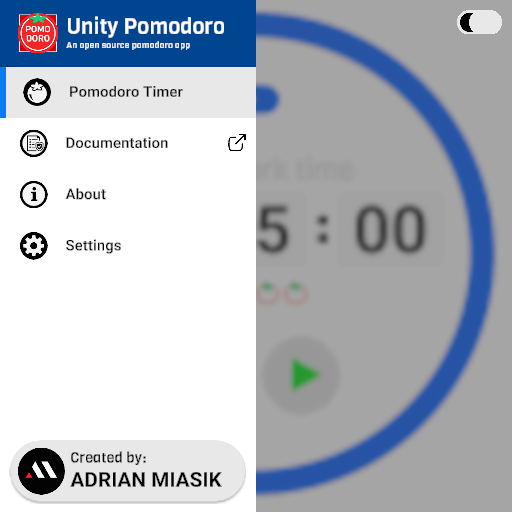 POMO
DORO
Unity Pomodoro
An open source pomodoro app
Pomodoro Timer
Documentation
About
Settings
rk time
5 : 00
Created by:
ADRIAN MIASIK